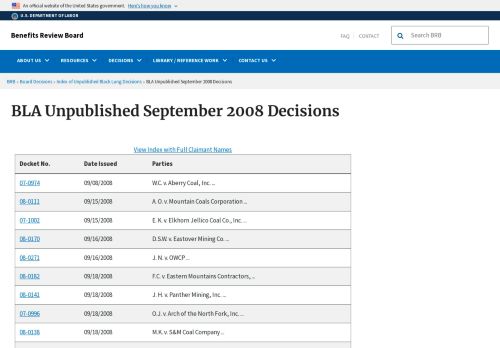 An official website of the United States government. Here's how you know
U.S. DEPARTMENT OF LABOR
Benefits Review Board
FAQ CONTACT
Search BRB
ABOUT US RESOURCES DECISIONS LIBRARY / REFERENCE WORK CONTACT US
BRB › Board Decisions › Index of Unpublished Black Lung Decisions › BLA Unpublished September 2008 Decisions
BLA Unpublished September 2008 Decisions
View Index with Full Claimant Names
Docket No. Date Issued Parties
07-0974 09/08/2008 W.C. v. Aberry Coal, Inc. ...
08-0111 09/15/2008 A. O. v. Mountain Coals Corporation ...
07-1002 09/15/2008 E. K. v. Elkhorn Jellico Coal Co., Inc. ..
08-0170 09/16/2008 D.S.W. v. Eastover Mining Co. ...
08-0271 09/16/2008 J. N. v. OWCP ...
08-0182 09/18/2008 F.C. v. Eastern Mountains Contractors, ...
08-0141 09/18/2008 J. H. v. Panther Mining, Inc. ...
07-0996 09/18/2008 O.J. v. Arch of the North Fork, Inc. ...
08-0138 09/18/2008 M.K. v. S&M Coal Company ...